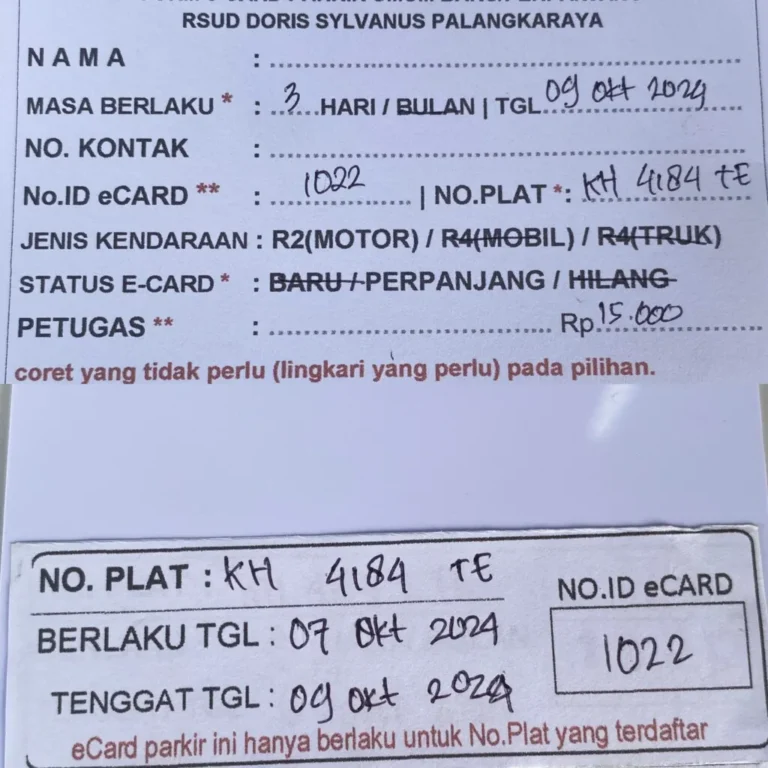 RSUD DORIS SYLVANUS PALANGKARAYA
NAMA : 
MASA BERLAKU * : 3 HARI / BULAN | TGL 09 Okt 2024
NO. KONTAK : 
No.ID eCARD ** : 1022 | NO.PLAT *: KH 4184 TE
JENIS KENDARAAN : R2(MOTOR) / R4(MOBIL) / R4(TRUK)
STATUS E-CARD * : BARU / PERPANJANG / HILANG
PETUGAS ** : Rp. 15.000
coret yang tidak perlu (lingkari yang perlu) pada pilihan.
NO. PLAT : KH 4184 TE
NO.ID eCARD
BERLAKU TGL : 07 Okt 2024
1022
TENGGAT TGL : 09 Okt 2024
eCard parkir ini hanya berlaku untuk No.Plat yang terdaftar